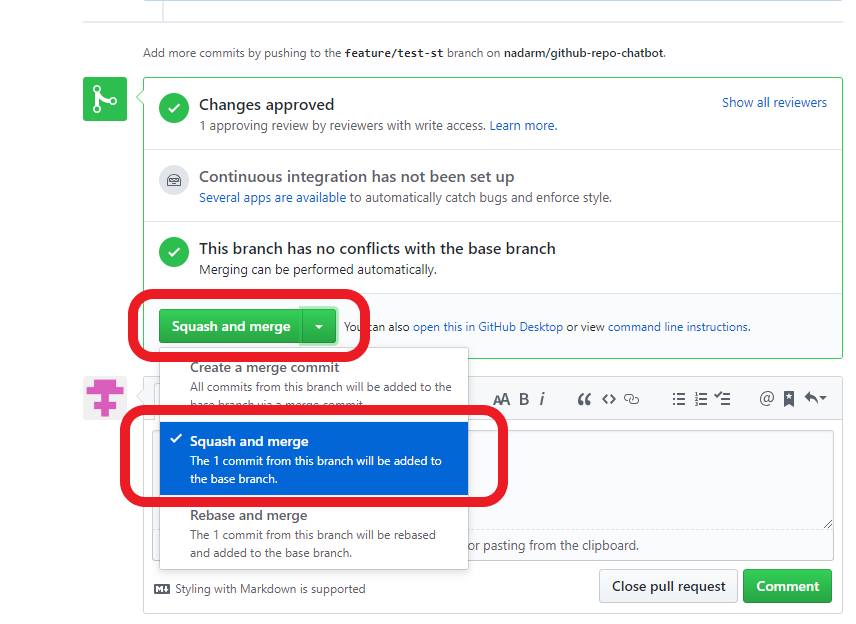 Add more commits by pushing to the feature/test-st branch on nadarm/github-repo-chatbot.
Changes approved
Show all reviewers
1 approving review by reviewers with write access. Learn more.
Continuous integration has not been set up
Several apps are available to automatically catch bugs and enforce style.
This branch has no conflicts with the base branch
Merging can be performed automatically.
Squash and merge
You can also open this in GitHub Desktop or view command line instructions.
Create a merge commit
All commits from this branch will be added to the
base branch via a merge commit.
AA B i
Squash and merge
The 1 commit from this branch will be added to
the base branch.
Rebase and merge
The 1 commit from this branch will be rebased
and added to the base branch.
or pasting from the clipboard.
Styling with Markdown is supported
Close pull request
Comment